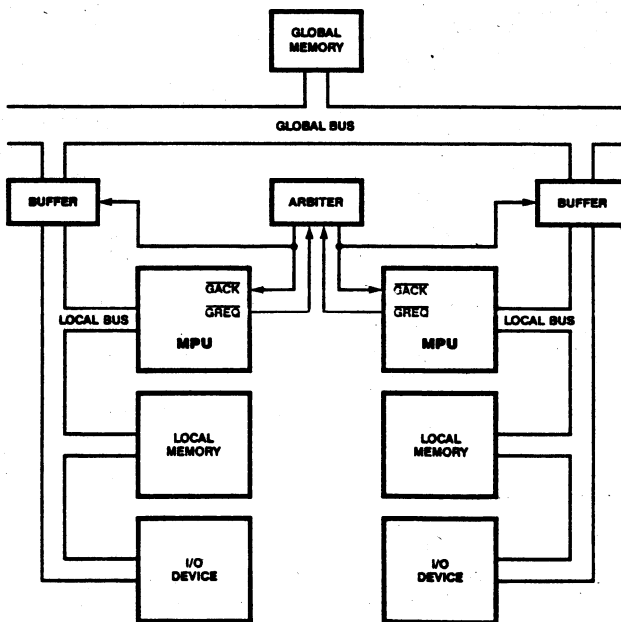 GLOBAL
MEMORY
GLOBAL BUS
BUFFER
ARBITER
BUFFER
GACK
GREQ
MPU
LOCAL BUS
GACK
GREQ
MPU
LOCAL BUS
LOCAL
MEMORY
LOCAL
MEMORY
I/O
DEVICE
I/O
DEVICE